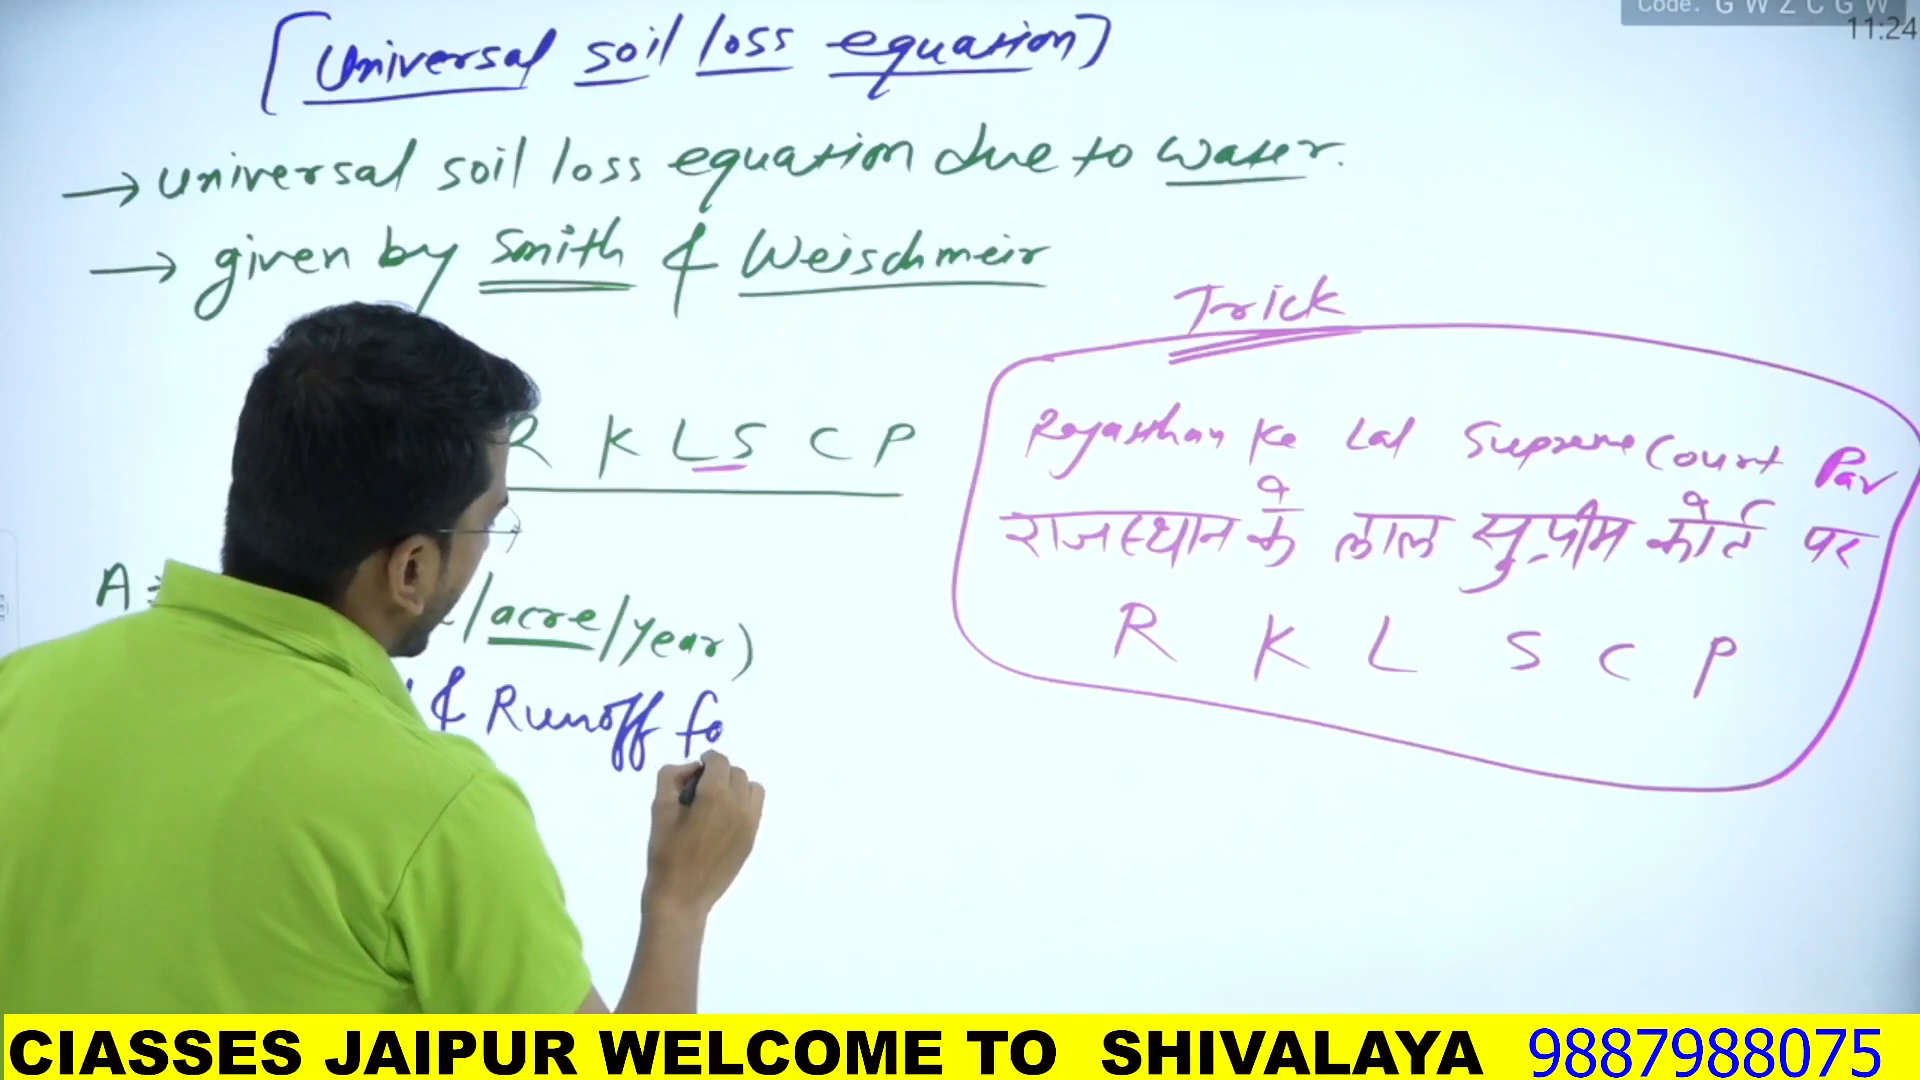 Code: G W Z C G W
11:24
[Universal soil loss equation]
→ universal soil loss equation due to water.
→ given by Smith & Weischmeir
Trick
R K L S C P
Rajasthan Ke Lal Supreme Court Par
राजस्थान के लाल सुप्रीम कोर्ट पर
R K L S C P
A = /acre/year)
& Runoff fo
CIASSES JAIPUR WELCOME TO SHIVALAYA 9887988075